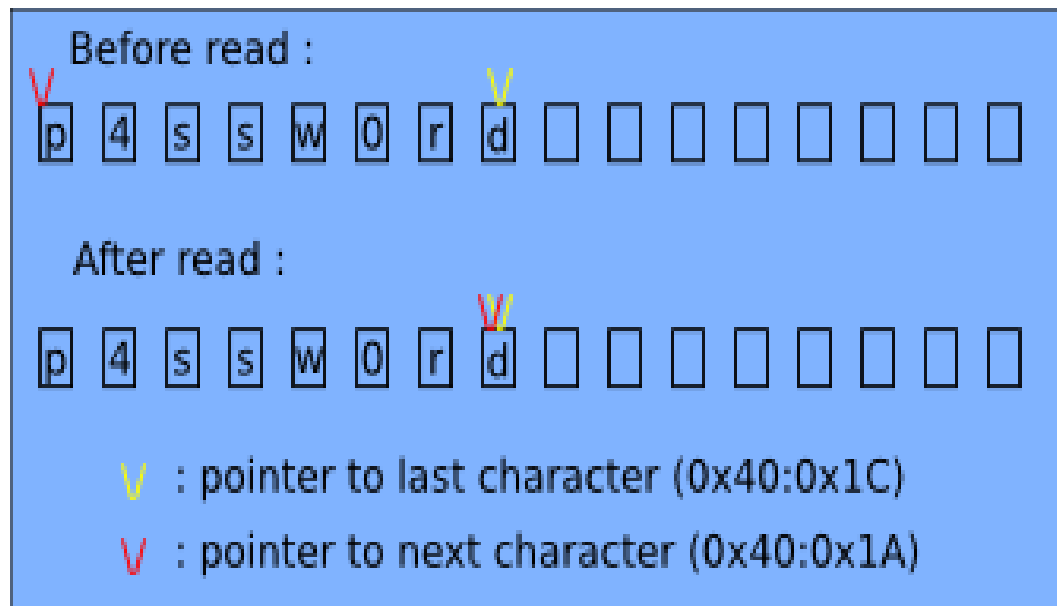 Before read :
V V
p 4 s s w 0 r d
After read :
V V
p 4 s s w 0 r d
V : pointer to last character (0x40:0x1C)
V : pointer to next character (0x40:0x1A)